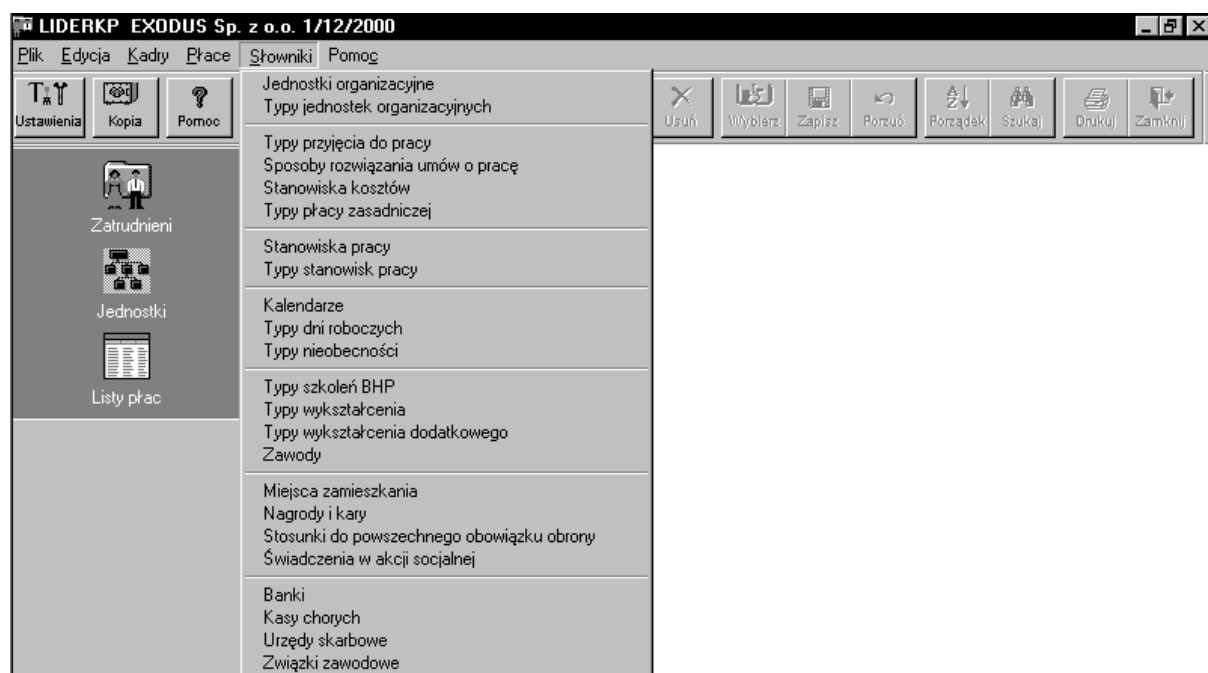 LIDERKP EXODUS Sp. z o.o. 1/12/2000
Plik Edycja Kadry Płace Słowniki Pomoc
Ustawienia Kopia Pomoc Usuń Wybierz Zapisz Porzuć Porządek Szukaj Drukuj Zamknij
Jednostki organizacyjne
Typy jednostek organizacyjnych
Typy przyjęcia do pracy
Sposoby rozwiązania umów o pracę
Stanowiska kosztów
Typy płacy zasadniczej
Stanowiska pracy
Typy stanowisk pracy
Kalendarze
Typy dni roboczych
Typy nieobecności
Typy szkoleń BHP
Typy wykształcenia
Typy wykształcenia dodatkowego
Zawody
Miejsca zamieszkania
Nagrody i kary
Stosunki do powszechnego obowiązku obrony
Świadczenia w akcji socjalnej
Banki
Kasy chorych
Urzędy skarbowe
Związki zawodowe
Zatrudnieni
Jednostki
Listy płac